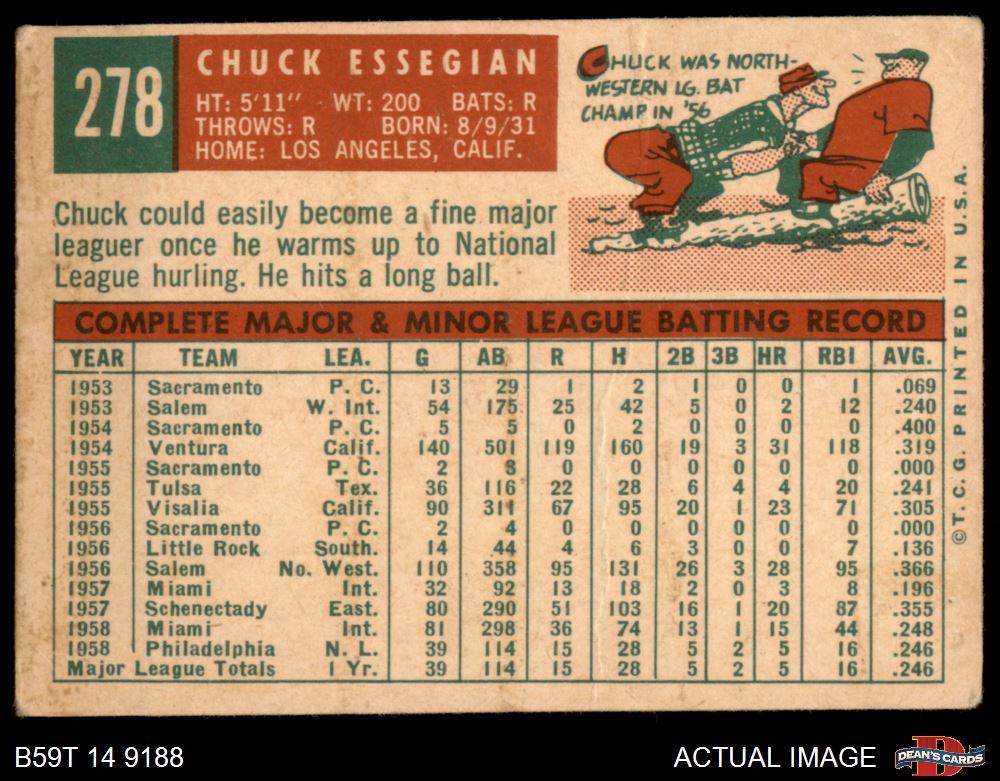 278
CHUCK ESSEGIAN
HT: 5'11" WT: 200 BATS: R
THROWS: R BORN: 8/9/31
HOME: LOS ANGELES, CALIF.
CHUCK WAS NORTH-
WESTERN LG. BAT
CHAMP IN '56
Chuck could easily become a fine major
leaguer once he warms up to National
League hurling. He hits a long ball.
COMPLETE MAJOR & MINOR LEAGUE BATTING RECORD
YEAR TEAM LEA. G AB R H 2B 3B HR RBI AVG.
1953 Sacramento P. C. 13 29 1 2 1 0 0 1 .069
1953 Salem W. Int. 54 175 25 42 5 0 2 12 .240
1954 Sacramento P. C. 5 5 0 2 0 0 0 0 .400
1954 Ventura Calif. 140 501 119 160 19 3 31 118 .319
1955 Sacramento P. C. 2 3 0 0 0 0 0 0 .000
1955 Tulsa Tex. 36 116 22 28 6 4 4 20 .241
1955 Visalia Calif. 90 311 67 95 20 1 23 71 .305
1956 Sacramento P. C. 2 4 0 0 0 0 0 0 .000
1956 Little Rock South. 14 44 4 6 3 0 0 7 .136
1956 Salem No. West. 110 358 95 131 26 3 28 95 .366
1957 Miami Int. 32 92 13 18 2 0 3 8 .196
1957 Schenectady East. 80 290 51 103 16 1 20 87 .355
1958 Miami Int. 81 298 36 74 13 1 15 44 .248
1958 Philadelphia N. L. 39 114 15 28 5 2 5 16 .246
Major League Totals 1 Yr. 39 114 15 28 5 2 5 16 .246
©T. C. G. PRINTED IN U. S. A.
B59T 14 9188
ACTUAL IMAGE
D
DEAN'S CARDS